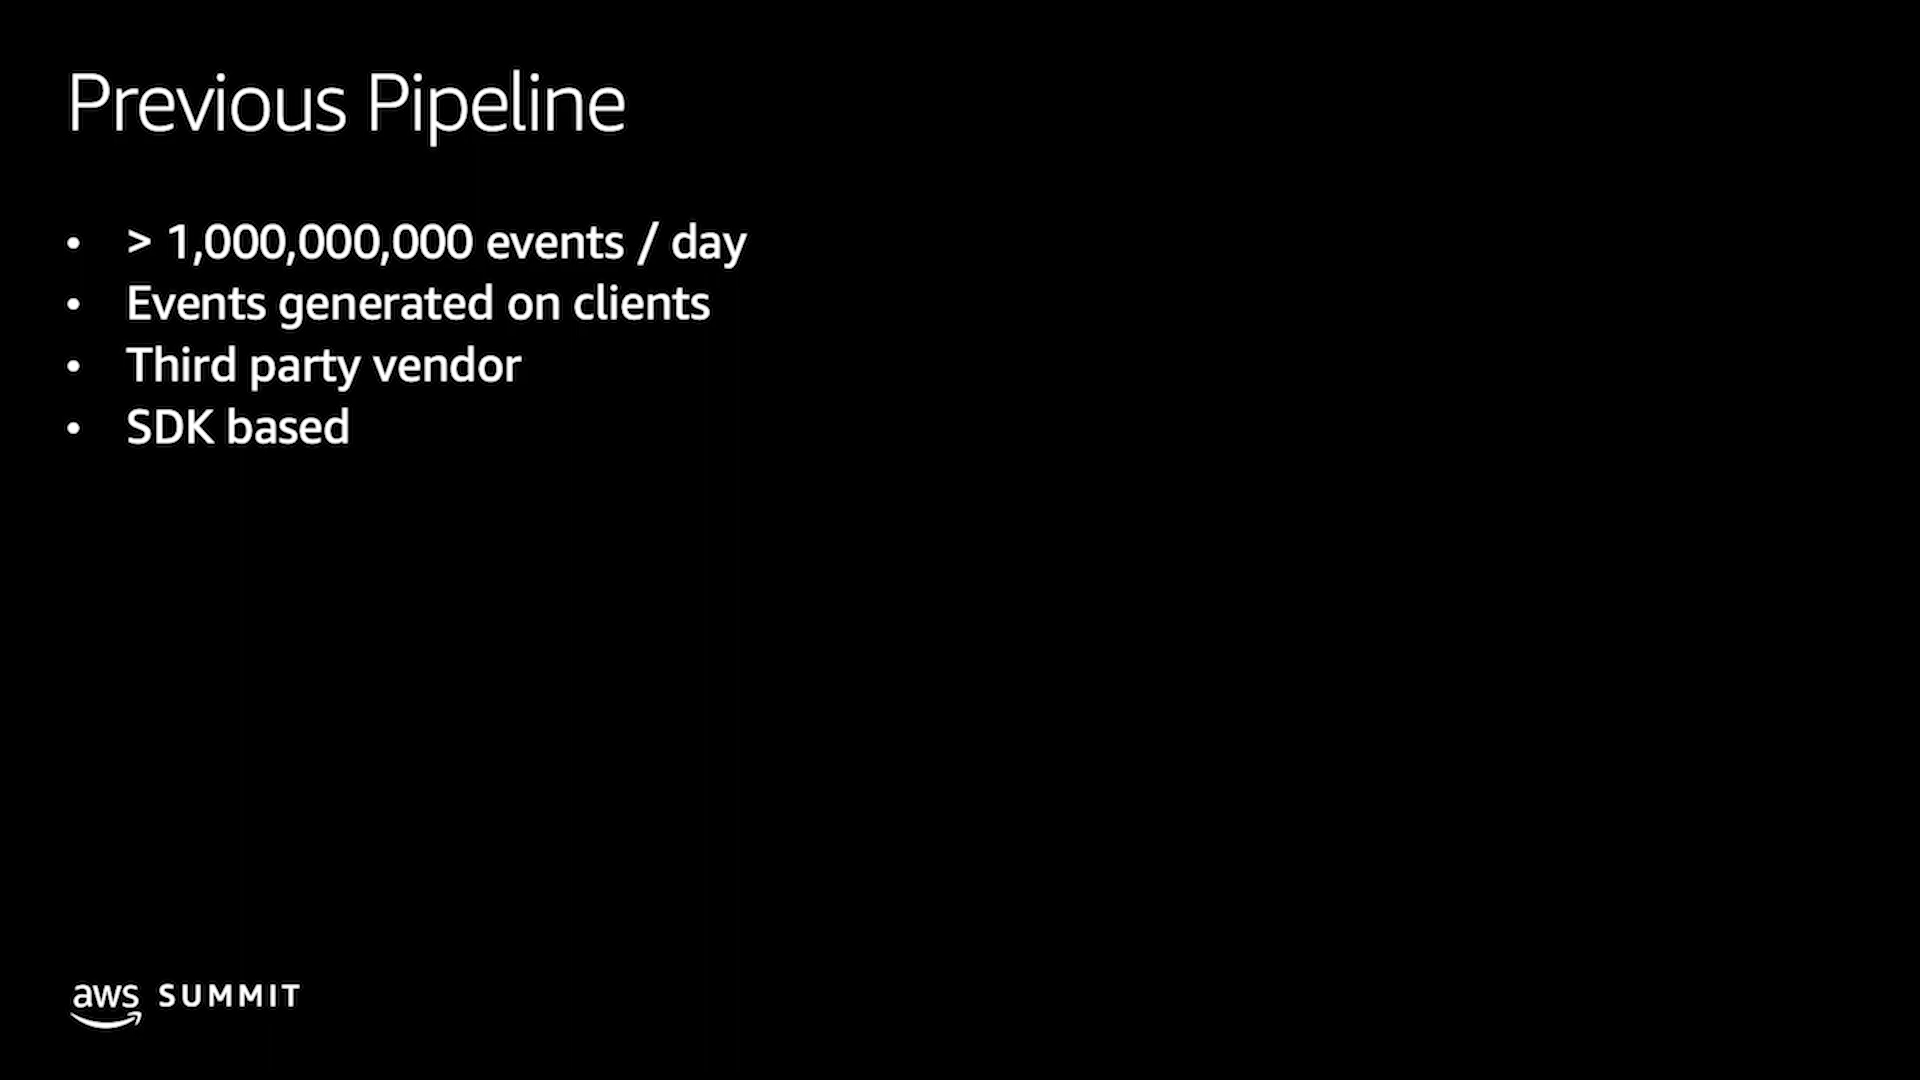 Previous Pipeline
• > 1,000,000,000 events / day
• Events generated on clients
• Third party vendor
• SDK based
aws SUMMIT